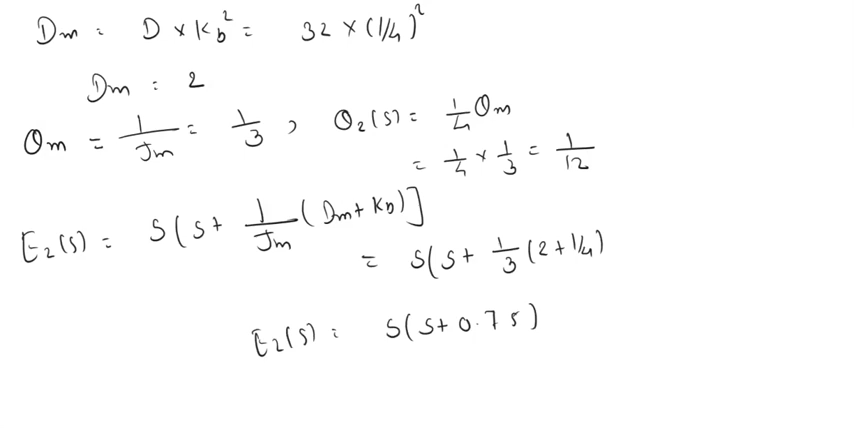 Dm = D × Kb² = 32 × (1/4)²
Dm = 2
θm = 1/Jm = 1/3 , θ₂(s) = 1/4 θm
= 1/4 × 1/3 = 1/12
E₂(s) = s(s + 1/Jm (Dm + Kb)]
= s(s + 1/3 (2 + 1/4)
E₂(s) = s(s + 0.75)